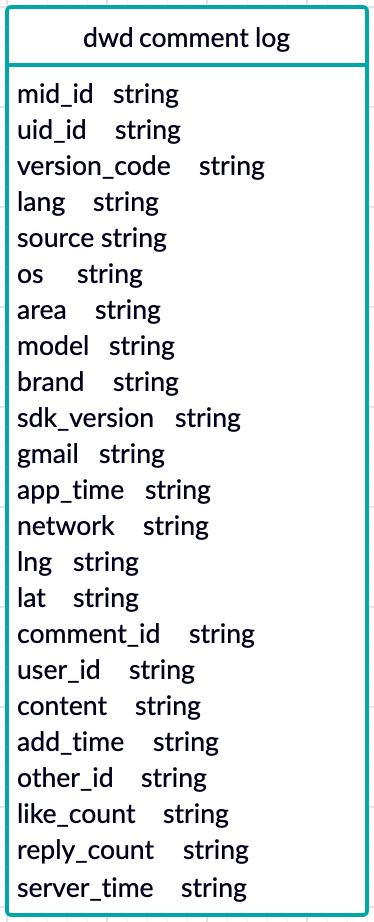 dwd comment log
mid_id string
uid_id string
version_code string
lang string
source string
os string
area string
model string
brand string
sdk_version string
gmail string
app_time string
network string
lng string
lat string
comment_id string
user_id string
content string
add_time string
other_id string
like_count string
reply_count string
server_time string